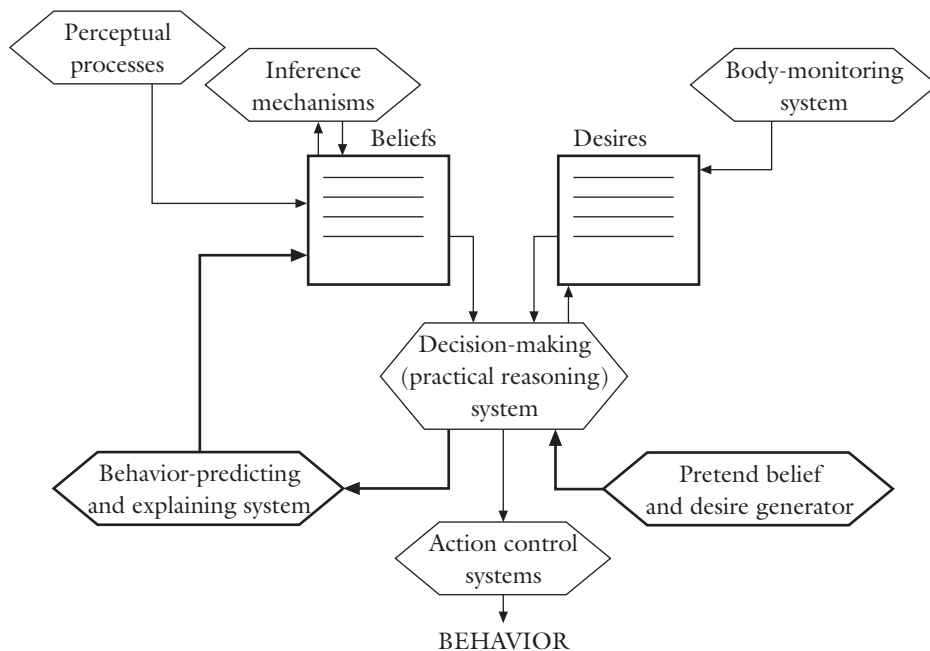 Perceptual
processes
Inference
mechanisms
Body-monitoring
system
Beliefs
Desires
Decision-making
(practical reasoning)
system
Behavior-predicting
and explaining system
Pretend belief
and desire generator
Action control
systems
BEHAVIOR